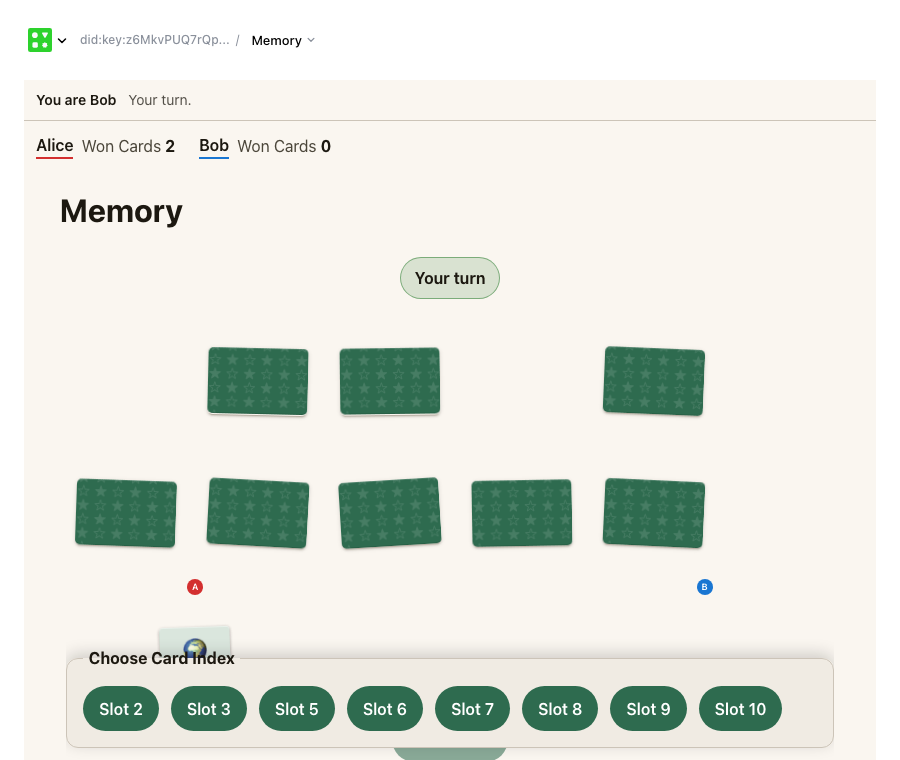 did:key:z6MkvPUQ7rQp... / Memory
You are Bob Your turn.
Alice Won Cards 2 Bob Won Cards 0
Memory
Your turn
A
B
Choose Card Index
Slot 2 Slot 3 Slot 5 Slot 6 Slot 7 Slot 8 Slot 9 Slot 10